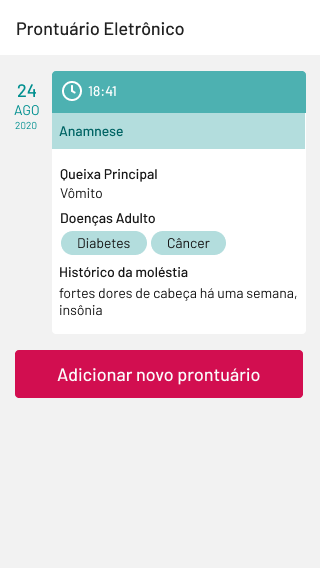 Prontuário Eletrônico
24
AGO
2020
18:41
Anamnese
Queixa Principal
Vômito
Doenças Adulto
Diabetes
Câncer
Histórico da moléstia
fortes dores de cabeça há uma semana,
insônia
Adicionar novo prontuário